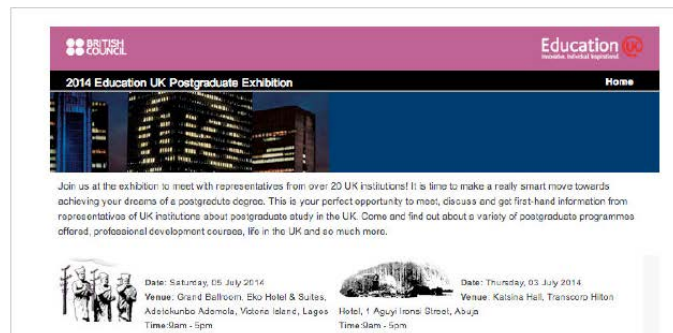 BRITISH
COUNCIL
Education UK
Innovative. Individual. Inspirational.
2014 Education UK Postgraduate Exhibition
Home
Join us at the exhibition to meet with representatives from over 20 UK institutions! It is time to make a really smart move towards
achieving your dreams of a postgradute degree. This is your perfect opportunity to meet, discuss and get first-hand information from
representatives of UK institutions about postgraduate study in the UK. Come and find out about a variety of postgraduate programmes
offered, professional development courses, life in the UK and so much more.
Date: Saturday, 05 July 2014
Venue: Grand Ballroom, Eko Hotel & Suites,
Adetokunbo Ademola, Victoria Island, Lagos
Time:9am - 5pm
Date: Thursday, 03 July 2014
Venue: Katsina Hall, Transcorp Hilton
Hotel, 1 Aguyi Ironsi Street, Abuja
Time:9am - 5pm